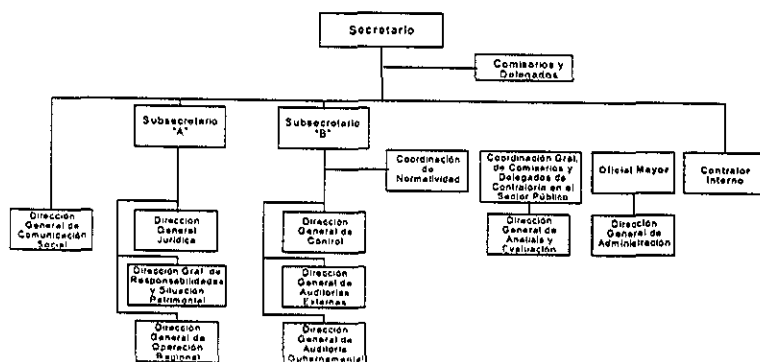 Secretario
Comisarios y
Delegados
Subsecretario
"A"
Subsecretario
"B"
Coordinación
de
Normatividad
Coordinación Gral.
de Comisarios y
Delegados de
Contraloría en el
Sector Público
Oficial Mayor
Contralor
Interno
Dirección
General de
Comunicación
Social
Dirección
General
Jurídica
Dirección
General
de Control
Dirección
General
de Análisis y
Evaluación
Dirección
General de
Administración
Dirección Gral. de
Responsabilidades
y Situación
Patrimonial
Dirección
General de
Auditorías
Externas
Dirección
General de
Operación
Regional
Dirección
General de
Auditoría
Gubernamental